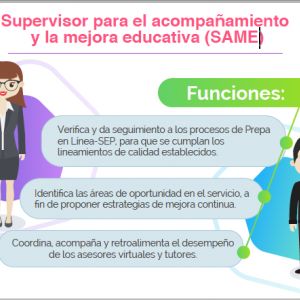 Supervisor para el acompañamiento
y la mejora educativa (SAME)
Funciones:
Verifica y da seguimiento a los procesos de Prepa
en Línea-SEP, para que se cumplan los
lineamientos de calidad establecidos.
Identifica las áreas de oportunidad en el servicio, a
fin de proponer estrategias de mejora continua.
Coordina, acompaña y retroalimenta el desempeño
de los asesores virtuales y tutores.